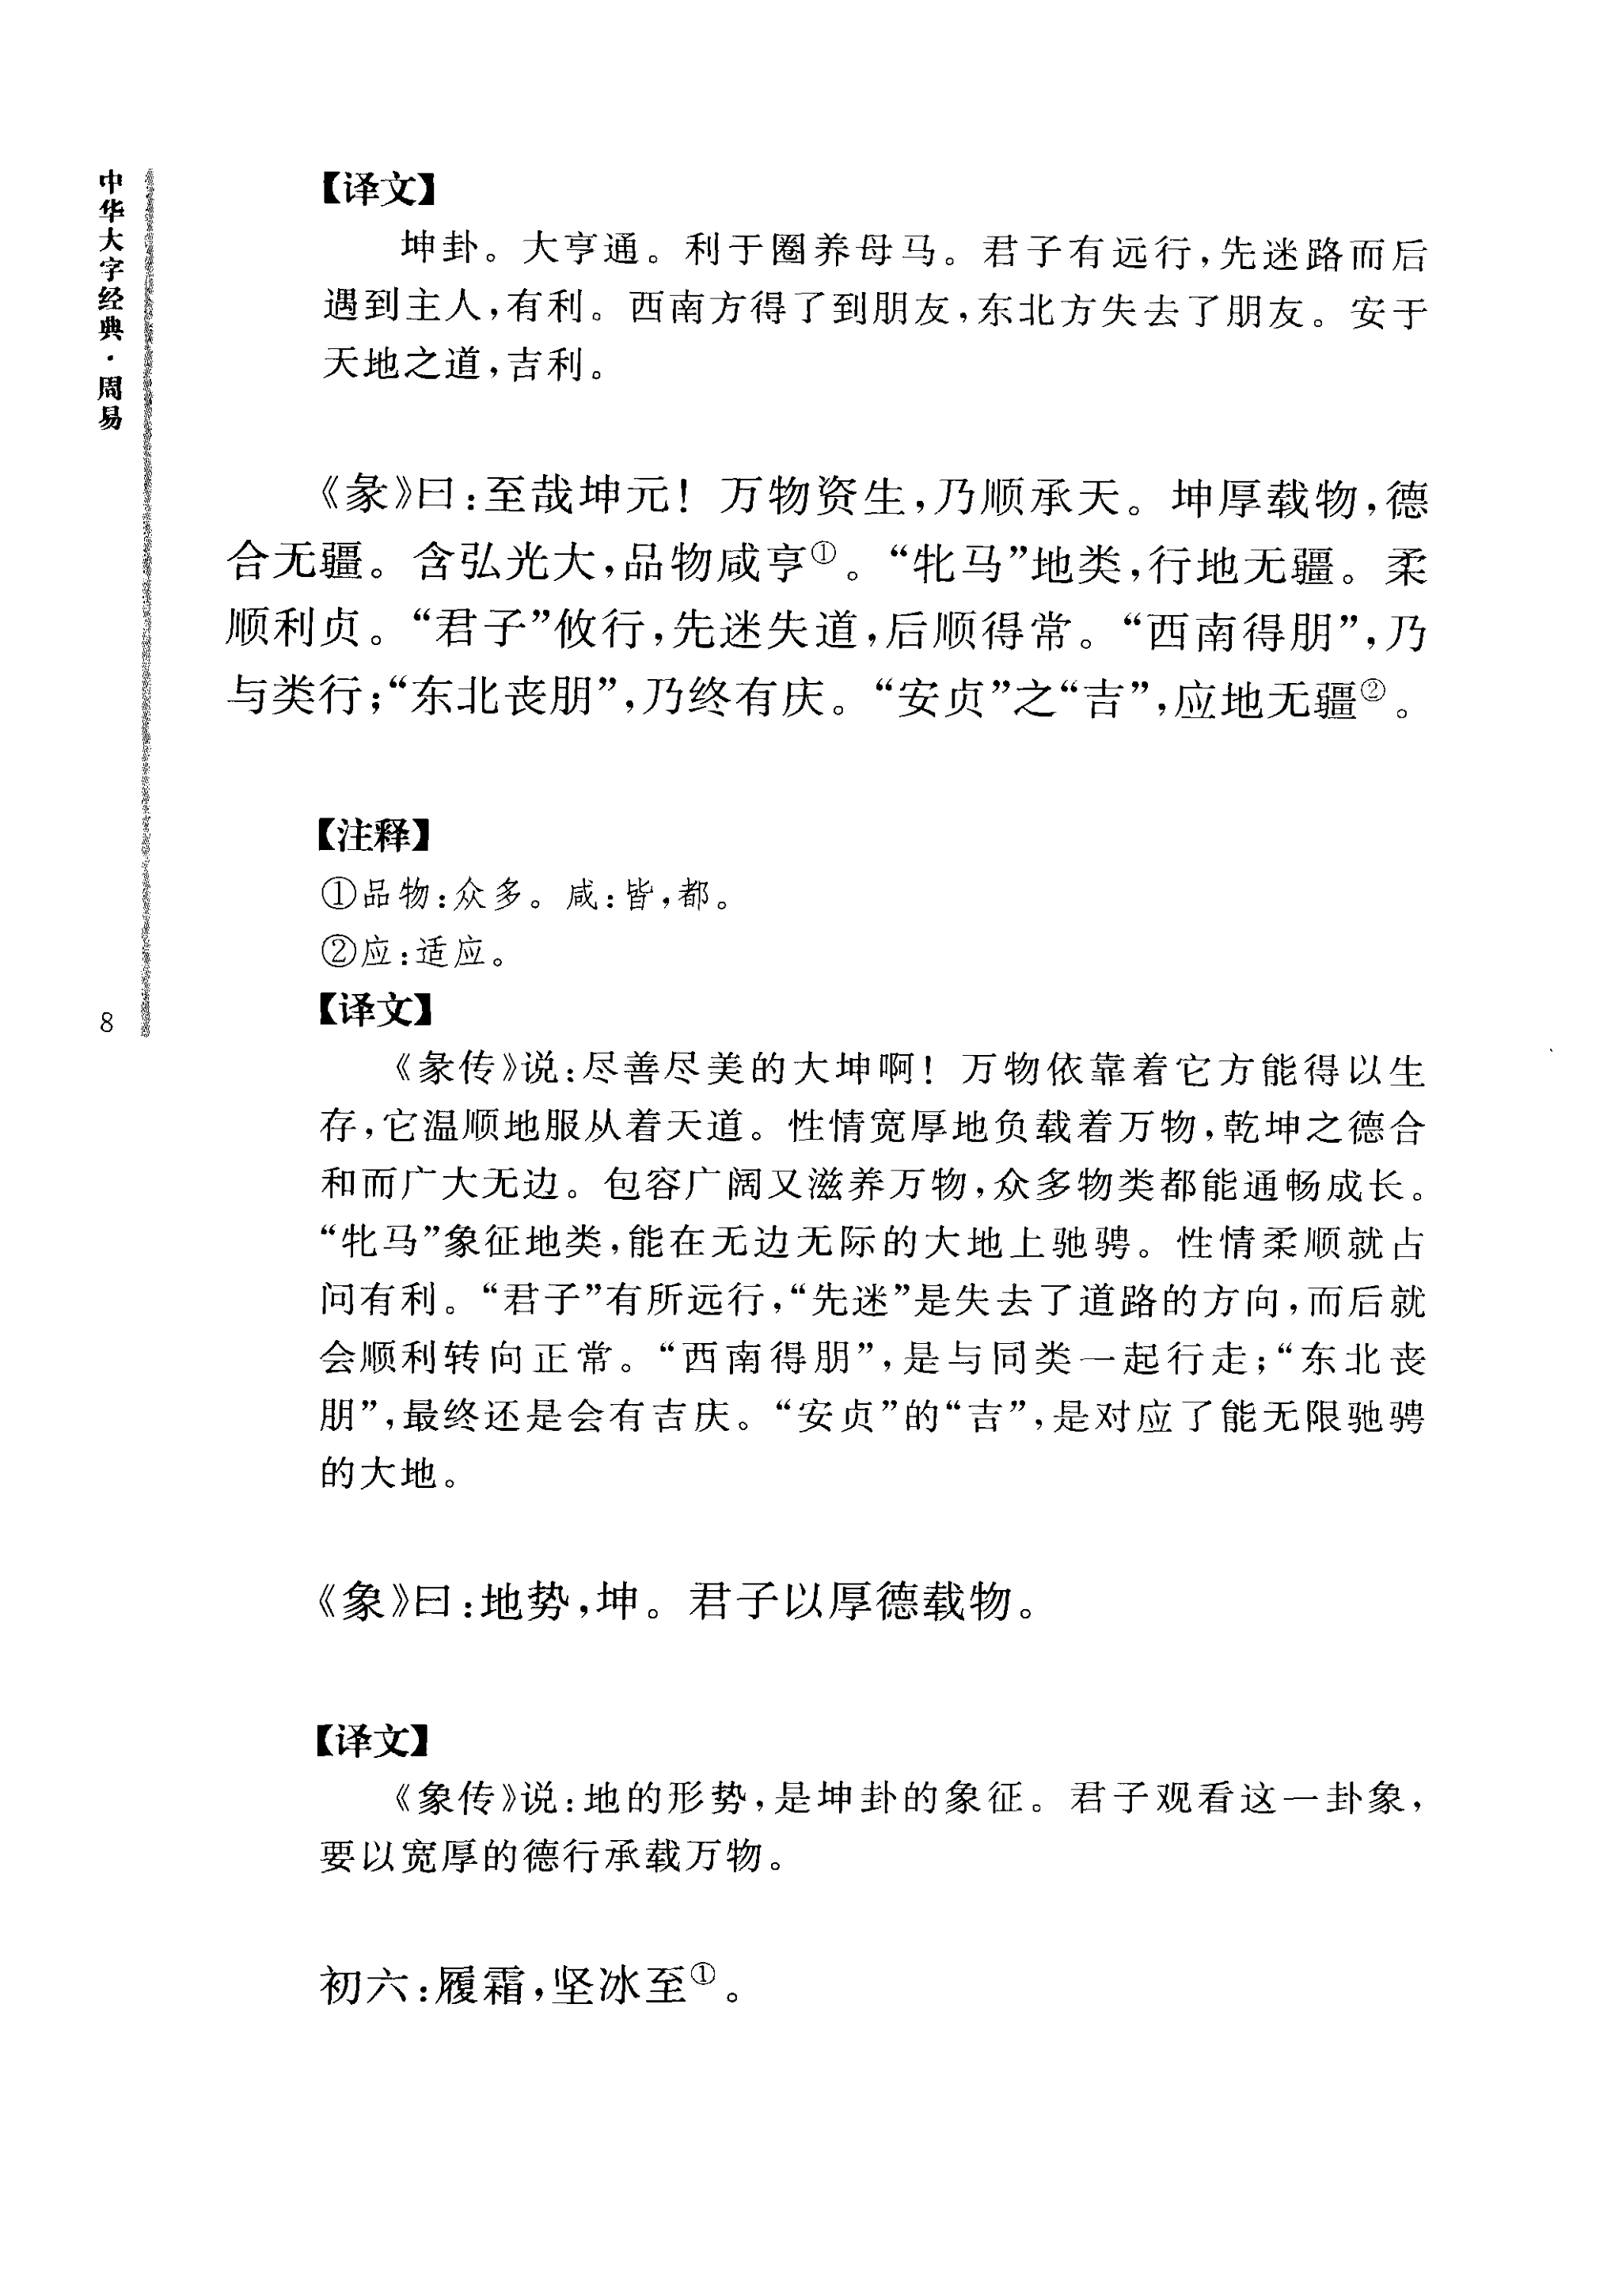 中华大字经典·周易
8
【译文】
坤卦。大亨通。利于圈养母马。君子有远行,先迷路而后
遇到主人,有利。西南方得了到朋友,东北方失去了朋友。安于
天地之道,吉利。
《彖》曰:至哉坤元!万物资生,乃顺承天。坤厚载物,德
合无疆。含弘光大,品物咸亨①。“牝马”地类,行地无疆。柔
顺利贞。“君子”攸行,先迷失道,后顺得常。“西南得朋”,乃
与类行;“东北丧朋”,乃终有庆。“安贞”之“吉”,应地无疆②。
【注释】
①品物:众多。咸:皆,都。
②应:适应。
【译文】
《彖传》说:尽善尽美的大坤啊!万物依靠着它方能得以生
存,它温顺地服从着天道。性情宽厚地负载着万物,乾坤之德合
和而广大无边。包容广阔又滋养万物,众多物类都能通畅成长。
“牝马”象征地类,能在无边无际的大地上驰骋。性情柔顺就占
问有利。“君子”有所远行,“先迷”是失去了道路的方向,而后就
会顺利转向正常。“西南得朋”,是与同类一起行走;“东北丧
朋”,最终还是会有吉庆。“安贞”的“吉”,是对应了能无限驰骋
的大地。
《象》曰:地势,坤。君子以厚德载物。
【译文】
《象传》说:地的形势,是坤卦的象征。君子观看这一卦象,
要以宽厚的德行承载万物。
初六:履霜,坚冰至①。